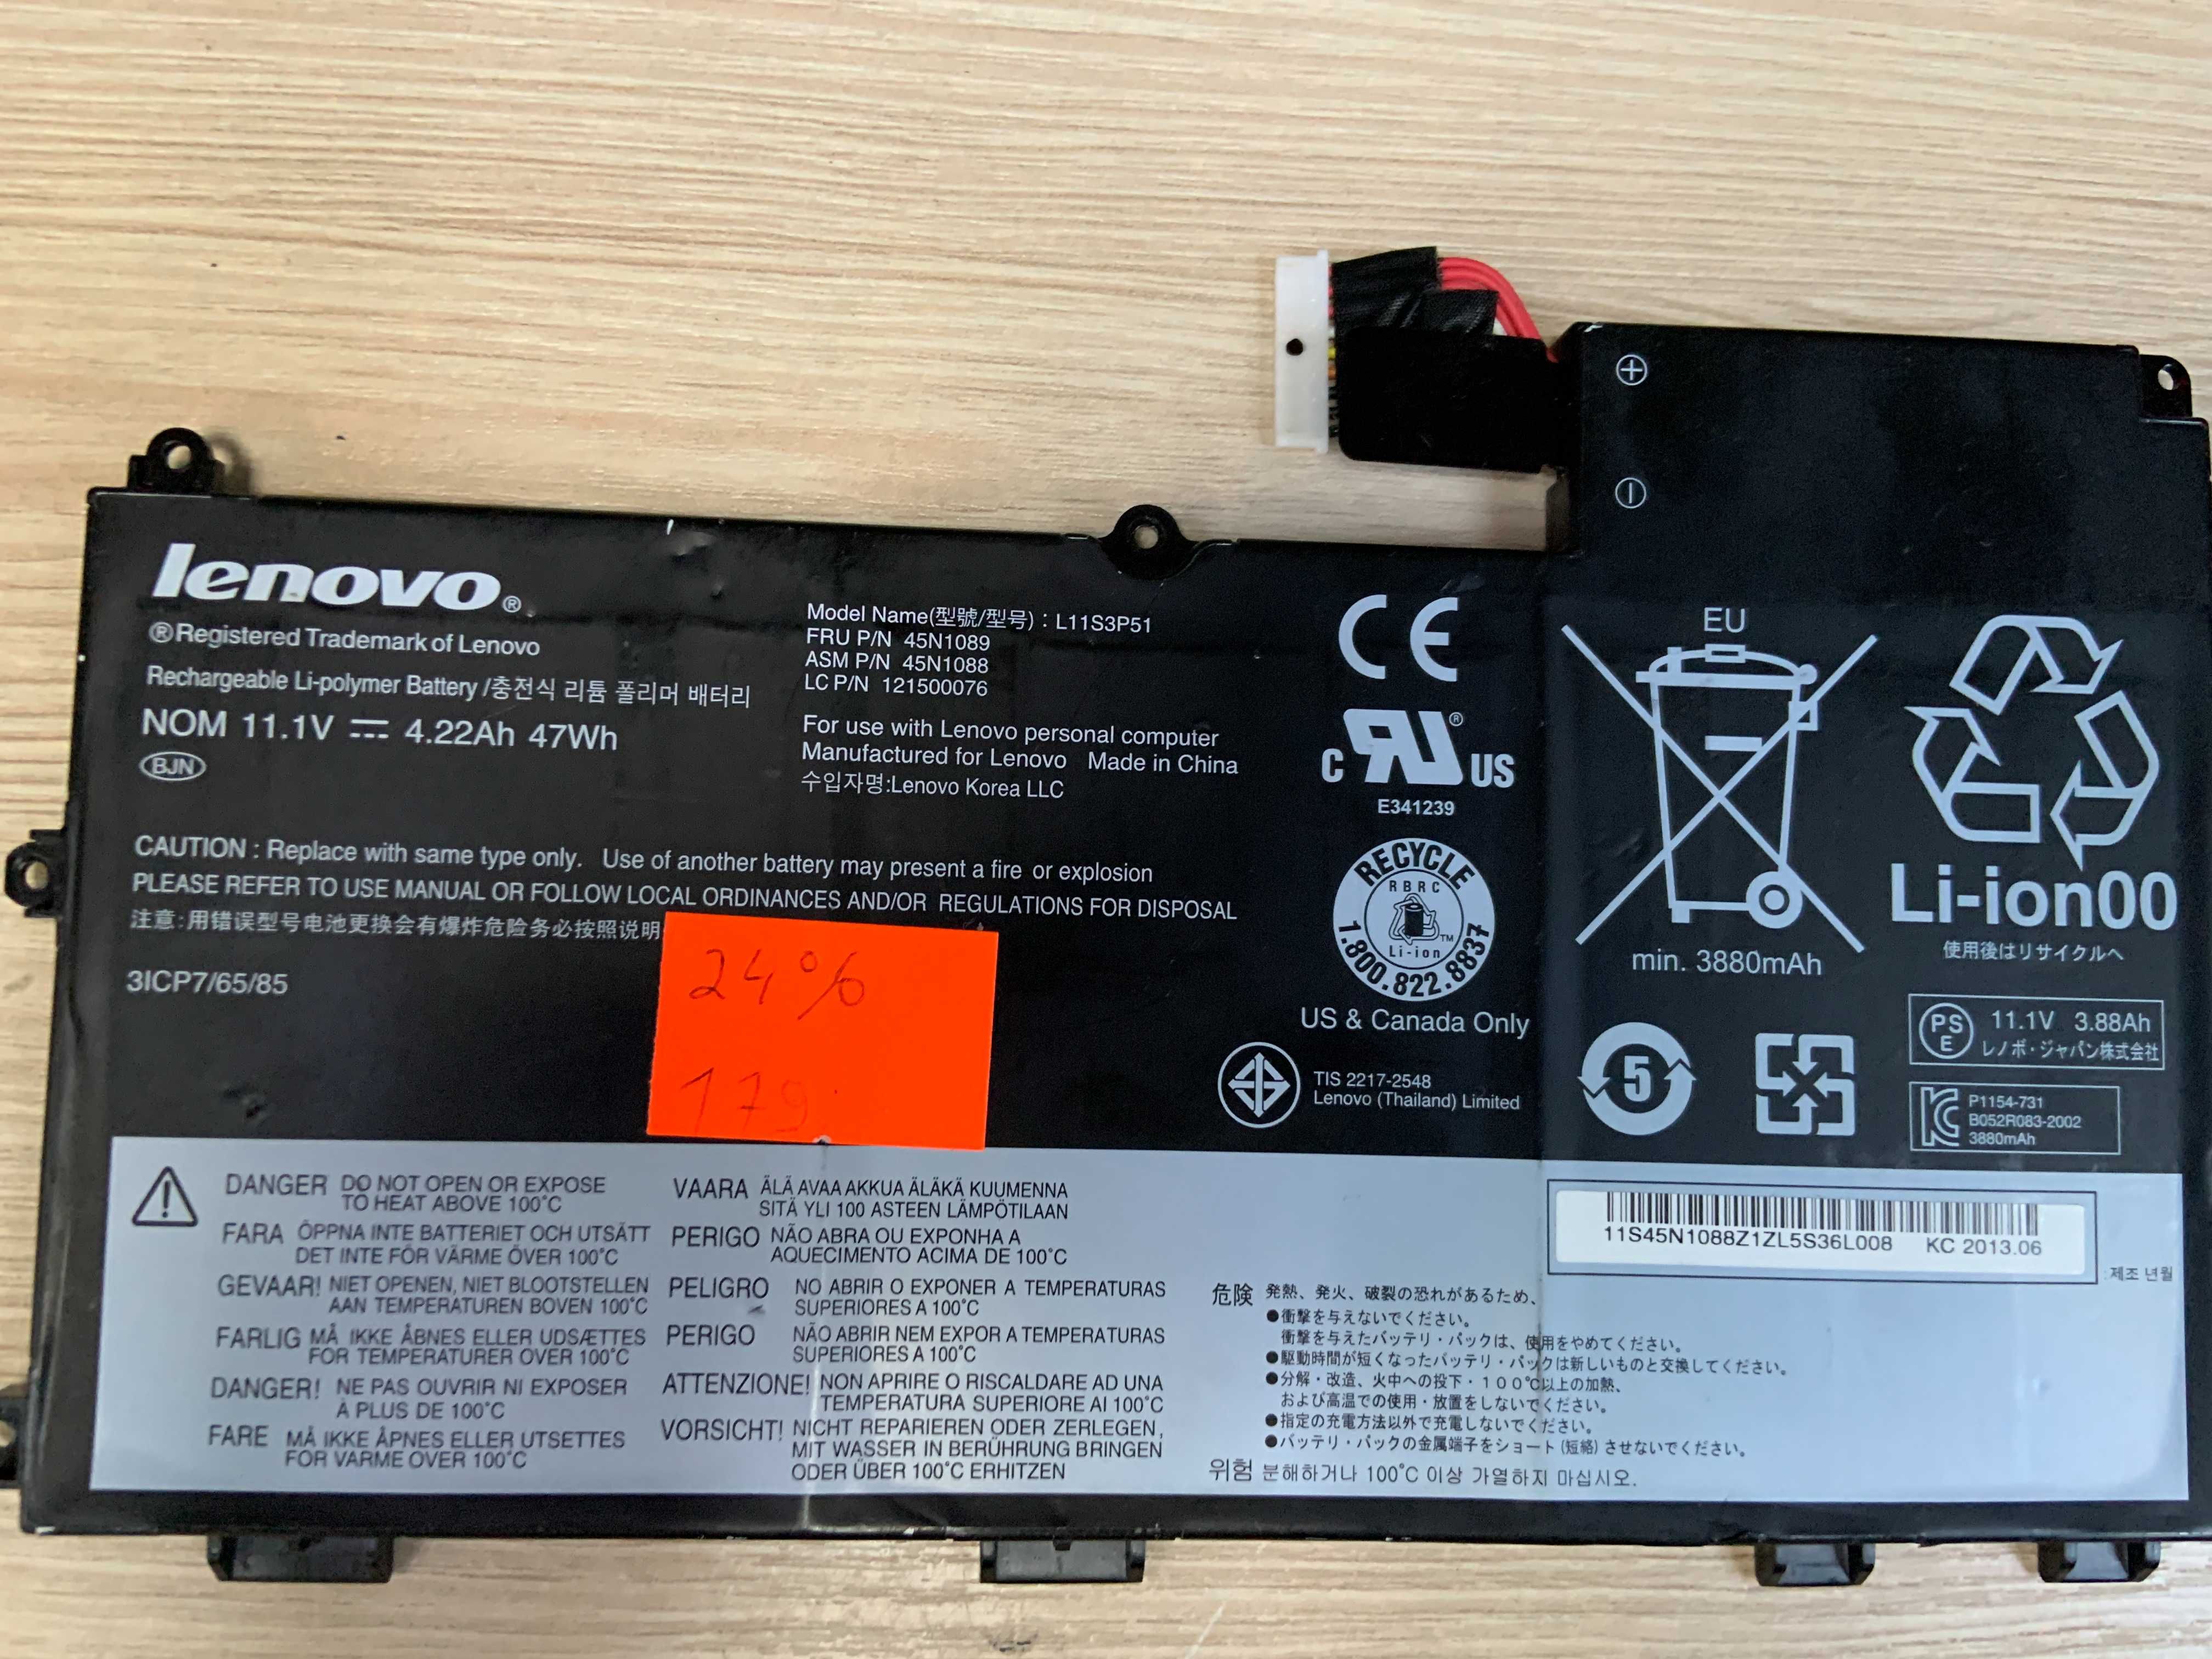 lenovo®
®Registered Trademark of Lenovo
Rechargeable Li-polymer Battery /충전식 리튬 폴리머 배터리
NOM 11.1V 4.22Ah 47Wh
BJN
Model Name(型號/型号) : L11S3P51
FRU P/N 45N1089
ASM P/N 45N1088
LC P/N 121500076
For use with Lenovo personal computer
Manufactured for Lenovo Made in China
수입자명:Lenovo Korea LLC
CAUTION : Replace with same type only. Use of another battery may present a fire or explosion
PLEASE REFER TO USE MANUAL OR FOLLOW LOCAL ORDINANCES AND/OR REGULATIONS FOR DISPOSAL
注意:用错误型号电池更换会有爆炸危险务必按照说明
3ICP7/65/85
24%
179
CE
C RU® US
E341239
RECYCLE
RBRC
TM
Li-ion
1.800.822.8837
US & Canada Only
TIS 2217-2548
Lenovo (Thailand) Limited
EU
min. 3880mAh
Li-ion00
使用後はリサイクルへ
5
PS
E
11.1V 3.88Ah
レノボ・ジャパン株式会社
KC
P1154-731
B052R083-2002
3880mAh
11S45N1088Z1ZL5S36L008 KC 2013.06
: 제조 년월
DANGER DO NOT OPEN OR EXPOSE
TO HEAT ABOVE 100°C
FARA ÖPPNA INTE BATTERIET OCH UTSÄTT
DET INTE FÖR VÄRME ÖVER 100°C
GEVAAR! NIET OPENEN, NIET BLOOTSTELLEN
AAN TEMPERATUREN BOVEN 100°C
FARLIG MÅ IKKE ÅBNES ELLER UDSÆTTES
FOR TEMPERATURER OVER 100°C
DANGER! NE PAS OUVRIR NI EXPOSER
À PLUS DE 100°C
FARE MÅ IKKE ÅPNES ELLER UTSETTES
FOR VARME OVER 100°C
VAARA ÄLÄ AVAA AKKUA ÄLÄKÄ KUUMENNA
SITÄ YLI 100 ASTEEN LÄMPÖTILAAN
PERIGO NÃO ABRA OU EXPONHA A
AQUECIMENTO ACIMA DE 100°C
PELIGRO NO ABRIR O EXPONER A TEMPERATURAS
SUPERIORES A 100°C
PERIGO NÃO ABRIR NEM EXPOR A TEMPERATURAS
SUPERIORES A 100°C
ATTENZIONE! NON APRIRE O RISCALDARE AD UNA
TEMPERATURA SUPERIORE AI 100°C
VORSICHT! NICHT REPARIEREN ODER ZERLEGEN,
MIT WASSER IN BERÜHRUNG BRINGEN
ODER ÜBER 100°C ERHITZEN
危険 発熱、発火、破裂の恐れがあるため、
●衝撃を与えないでください。
衝撃を与えたバッテリ・パックは、使用をやめてください。
●駆動時間が短くなったバッテリ・パックは新しいものと交換してください。
●分解・改造、火中への投下・100℃以上の加熱、
および高温での使用・放置をしないでください。
●指定の充電方法以外で充電しないでください。
●バッテリ・パックの金属端子をショート (短絡) させないでください。
위험 분해하거나 100°C 이상 가열하지 마십시오.